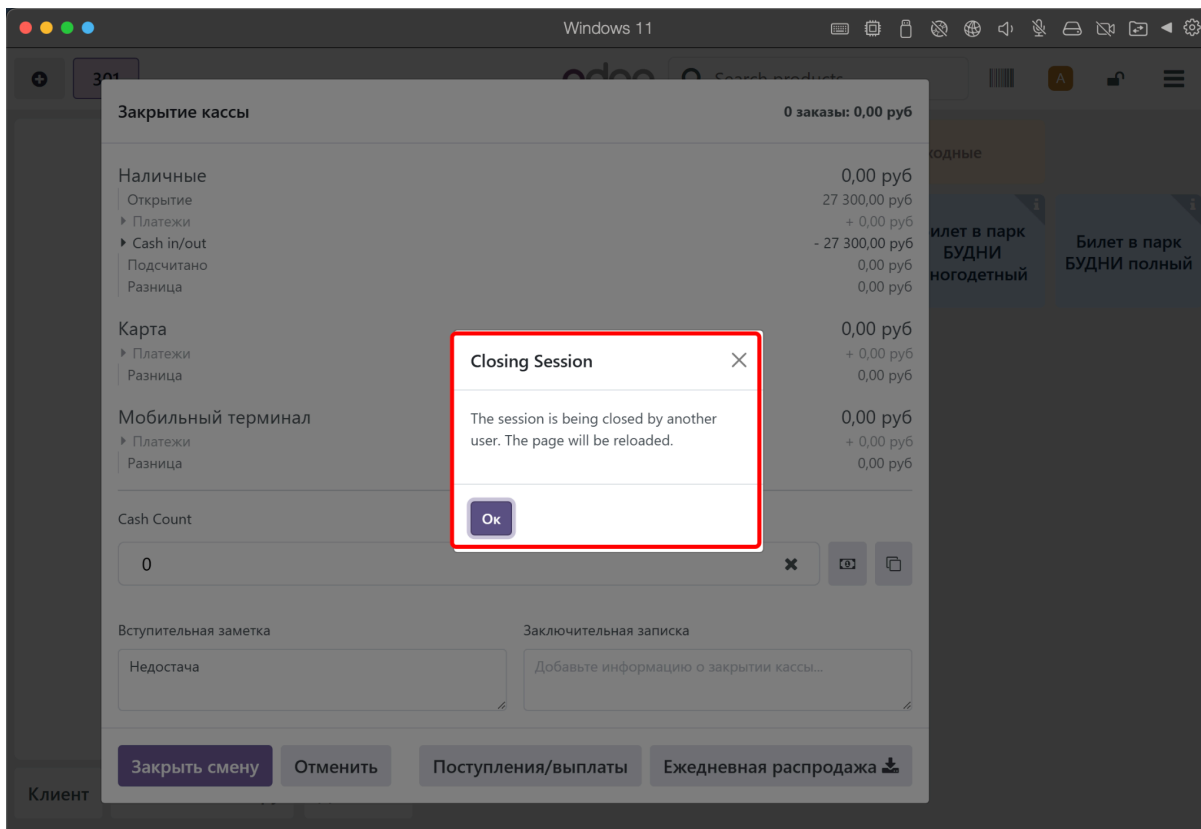 Windows 11
301
odoo
Search products
A
Закрытие кассы
0 заказы: 0,00 руб
Наличные 0,00 руб
Открытие 27 300,00 руб
Платежи + 0,00 руб
Cash in/out - 27 300,00 руб
Подсчитано 0,00 руб
Разница 0,00 руб
Карта 0,00 руб
Платежи + 0,00 руб
Разница 0,00 руб
Мобильный терминал 0,00 руб
Платежи + 0,00 руб
Разница 0,00 руб
Closing Session
The session is being closed by another
user. The page will be reloaded.
Ок
Cash Count
0
Вступительная заметка
Недостача
Заключительная записка
Добавьте информацию о закрытии кассы...
Закрыть смену
Отменить
Поступления/выплаты
Ежедневная распродажа
Клиент
в парк
БУДНИ
Билет в парк
БУДНИ полный